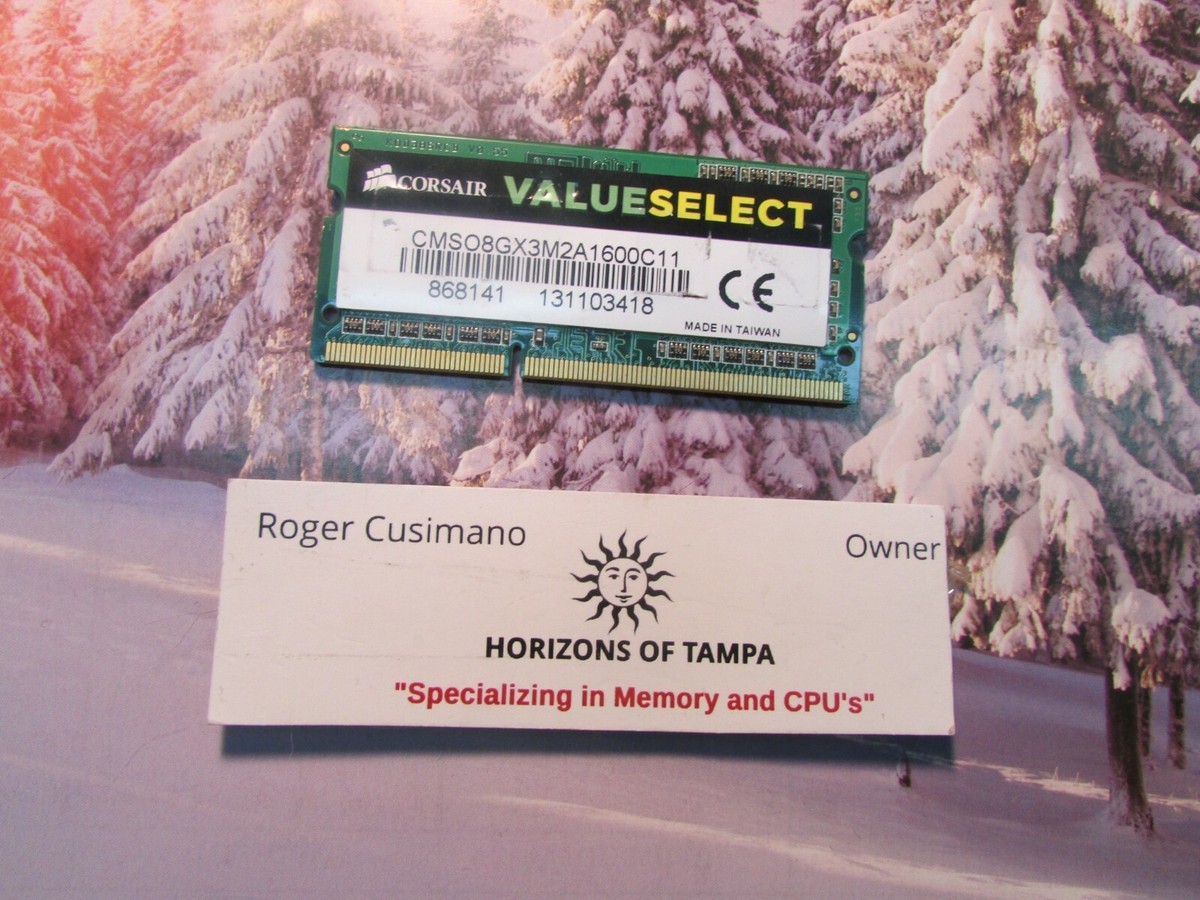 CORSAIR VALUESELECT
CMSO8GX3M2A1600C11
868141 131103418
MADE IN TAIWAN
Roger Cusimano Owner
HORIZONS OF TAMPA
"Specializing in Memory and CPU's"